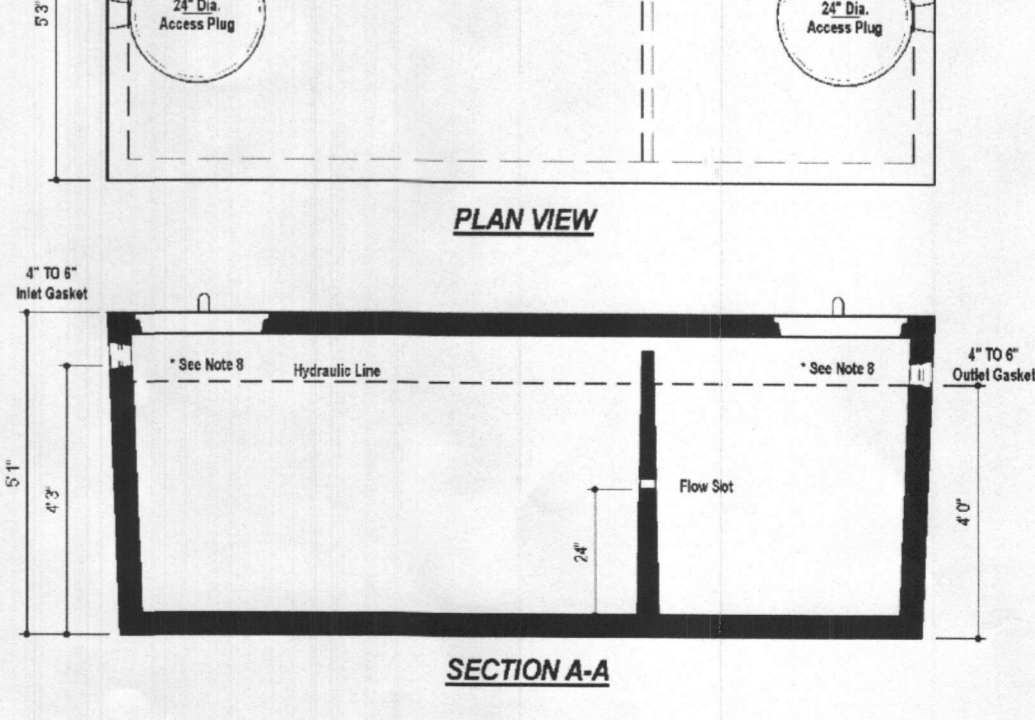 5'3"
24" Dia.
Access Plug
24" Dia.
Access Plug
PLAN VIEW
4" TO 6"
Inlet Gasket
* See Note 8
Hydraulic Line
* See Note 8
4" TO 6"
Outlet Gasket
5' 1"
4' 3"
Flow Slot
24"
4' 0"
SECTION A-A